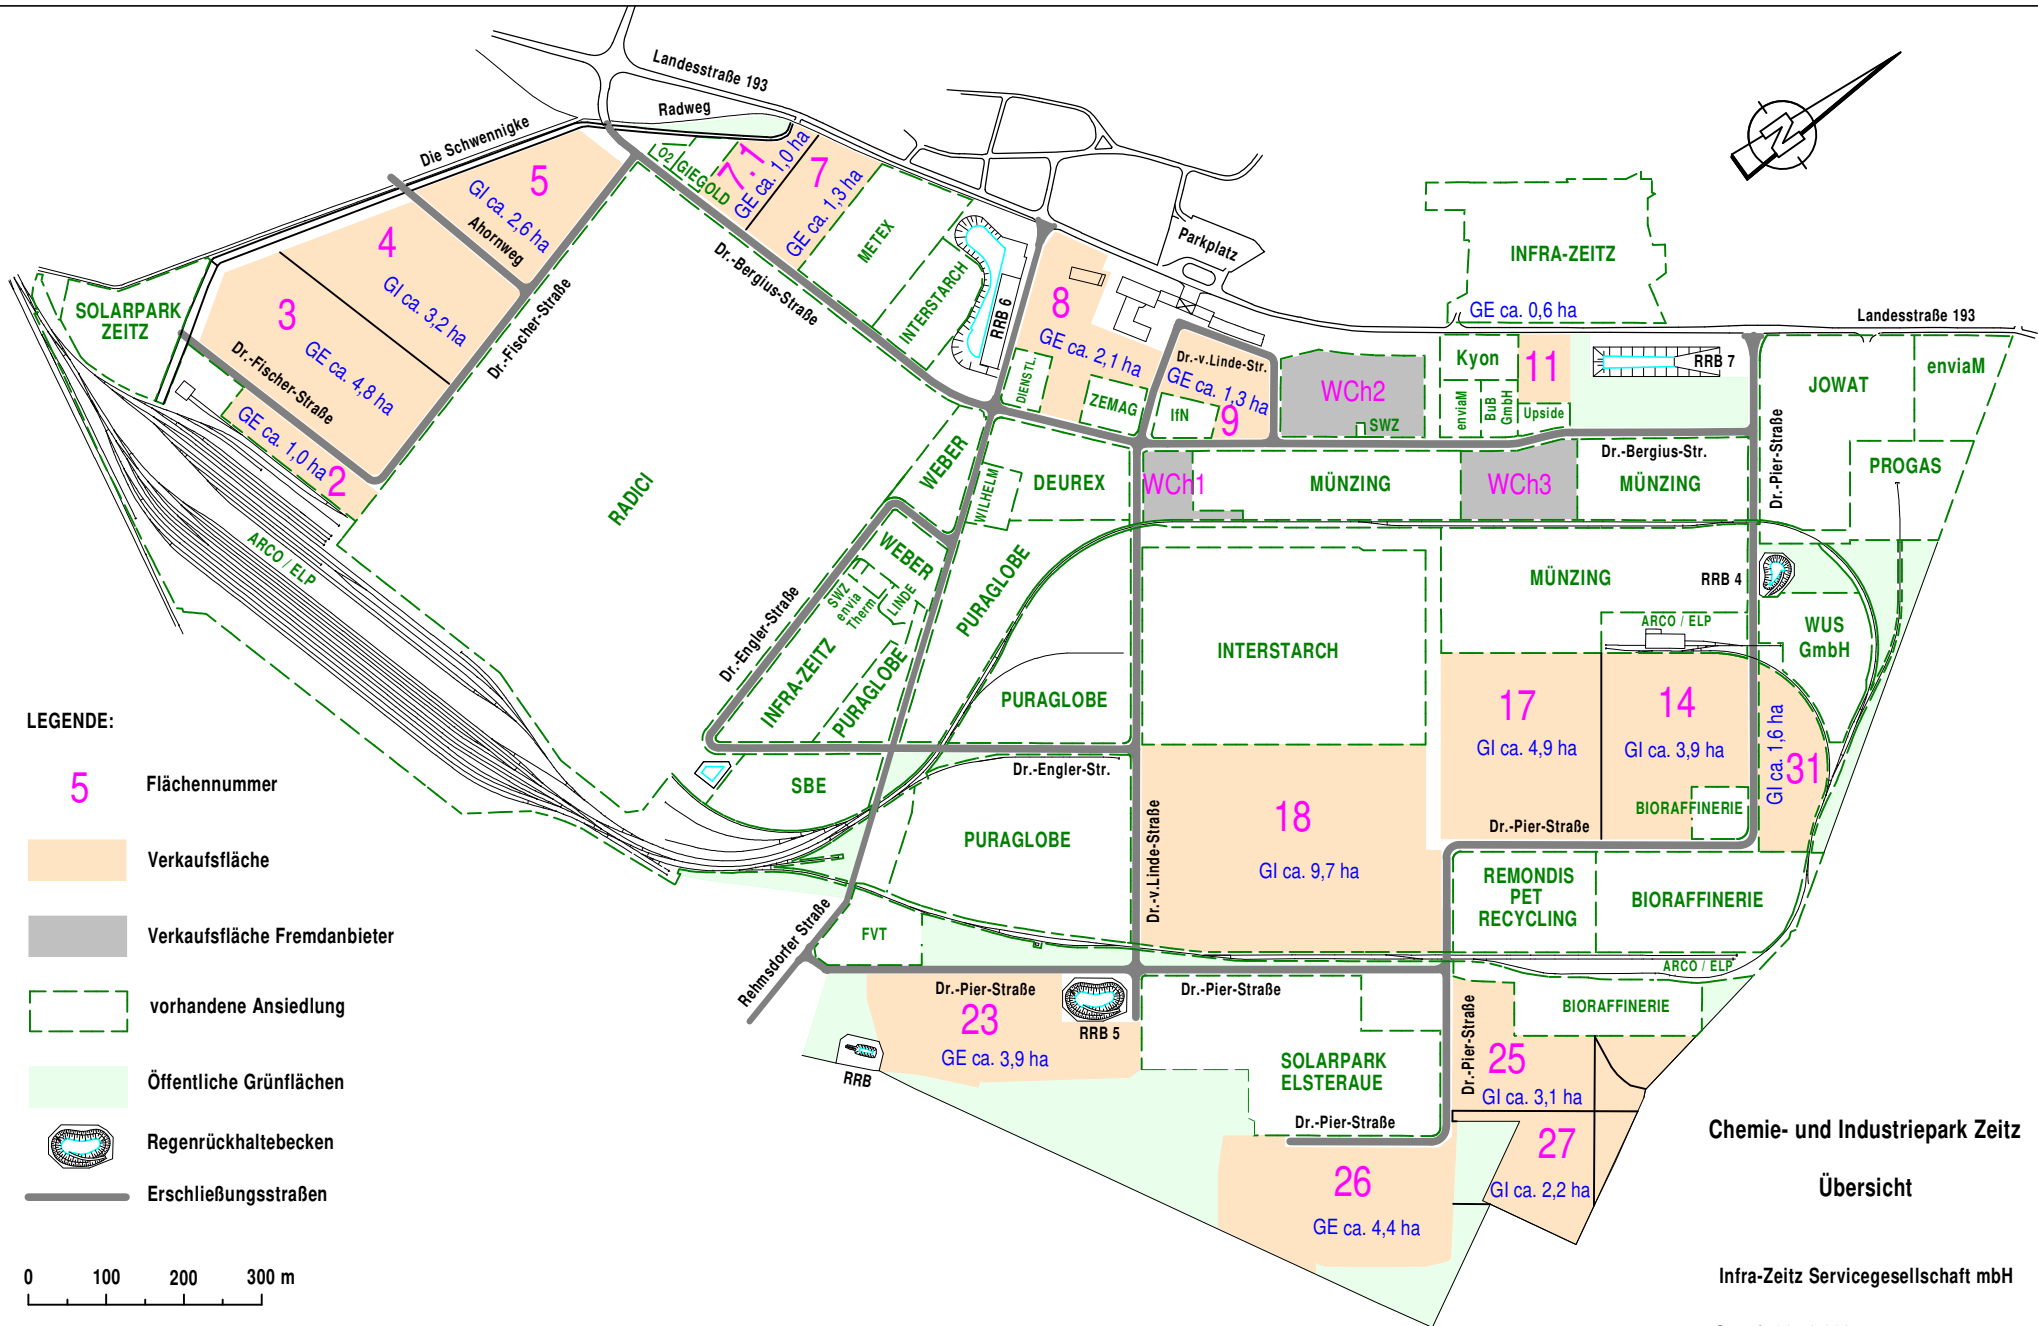 Landesstraße 193
Radweg
Die Schwennigke
5
GI ca. 2,6 ha
Ahornweg
4
GI ca. 3,2 ha
3
GE ca. 4,8 ha
Dr.-Fischer-Straße
Dr.-Fischer-Straße
SOLARPARK
ZEITZ
GE ca. 1,0 ha
2
ARCO / ELP
RADICI
O2
GIEGOLD
7.1
GE ca. 1,0 ha
7
GE ca. 1,3 ha
METEX
INTERSTARCH
Dr.-Bergius-Straße
RRB 6
8
GE ca. 2,1 ha
DIENSTL.
ZEMAG
Parkplatz
Dr.-v.Linde-Str.
GE ca. 1,3 ha
9
IfN
WCh2
SWZ
INFRA-ZEITZ
GE ca. 0,6 ha
Kyon
enviaM
BuB
GmbH
11
Upside
RRB 7
Landesstraße 193
JOWAT
enviaM
PROGAS
Dr.-Pier-Straße
Dr.-Bergius-Str.
WEBER
WILHELM
DEUREX
WCh1
MÜNZING
WCh3
MÜNZING
WEBER
SWZ
envia
Therm
LINDE
INFRA-ZEITZ
PURAGLOBE
PURAGLOBE
Dr.-Engler-Straße
PURAGLOBE
INTERSTARCH
MÜNZING
RRB 4
ARCO / ELP
WUS
GmbH
17
GI ca. 4,9 ha
14
GI ca. 3,9 ha
BIORAFFINERIE
GI ca. 1,6 ha
31
SBE
Dr.-Engler-Str.
PURAGLOBE
Dr.-v.Linde-Straße
18
GI ca. 9,7 ha
Dr.-Pier-Straße
REMONDIS
PET
RECYCLING
BIORAFFINERIE
ARCO / ELP
FVT
Rehmsdorfer Straße
Dr.-Pier-Straße
23
GE ca. 3,9 ha
RRB 5
RRB
Dr.-Pier-Straße
SOLARPARK
ELSTERAUE
Dr.-Pier-Straße
Dr.-Pier-Straße
BIORAFFINERIE
25
GI ca. 3,1 ha
27
GI ca. 2,2 ha
26
GE ca. 4,4 ha
LEGENDE:
5
Flächennummer
Verkaufsfläche
Verkaufsfläche Fremdanbieter
vorhandene Ansiedlung
Öffentliche Grünflächen
Regenrückhaltebecken
Erschließungsstraßen
0 100 200 300 m
N
Chemie- und Industriepark Zeitz
Übersicht
Infra-Zeitz Servicegesellschaft mbH